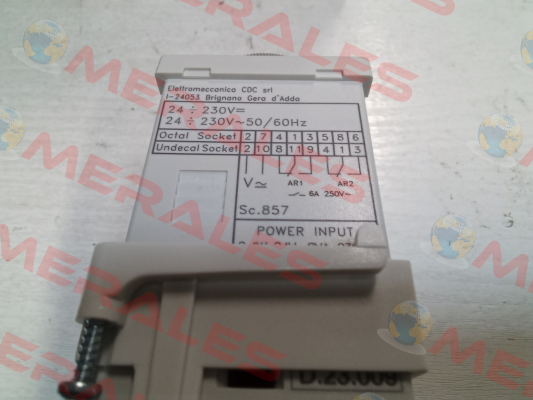 Elettromeccanica CDC srl
I-24053 Brignano Gera d'Adda
24 ÷ 230V=
24 ÷ 230V~50/60Hz
Octal Socket 2 7 4 1 3 5 8 6
Undecal Socket 2 10 8 11 9 4 1 3
V≃ AR1 AR2
6A 250V~
Sc.857
POWER INPUT
D.23.009
MERALES